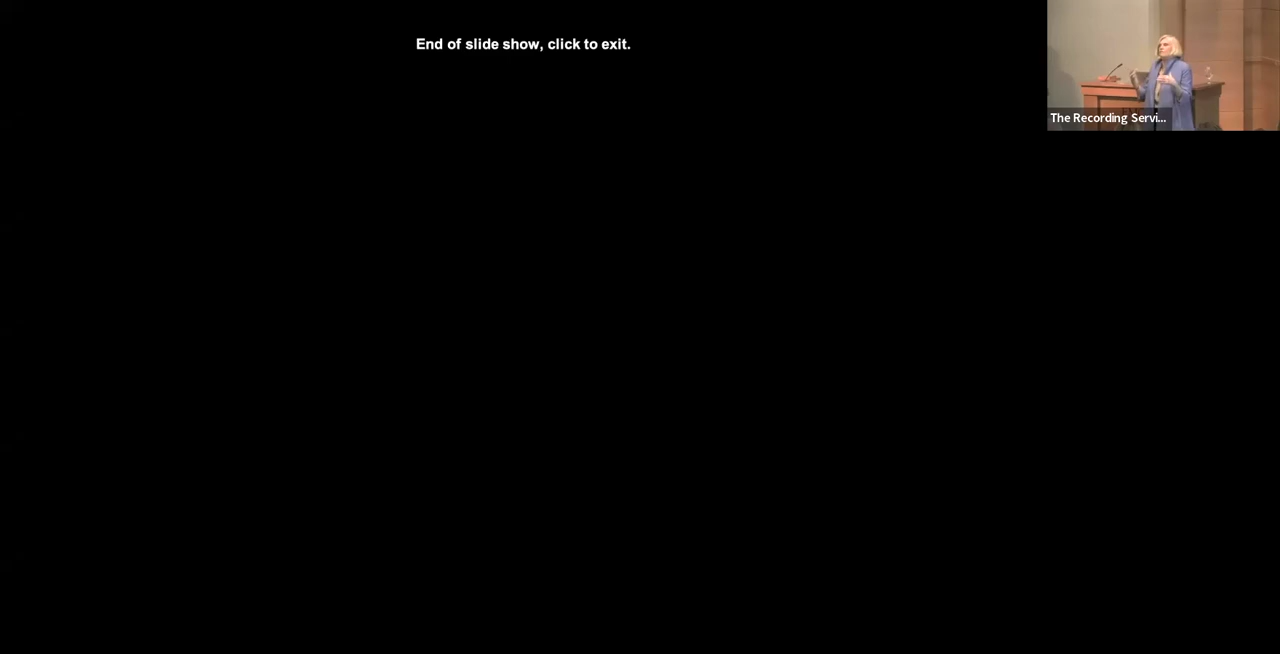 End of slide show, click to exit.
The Recording Servi...